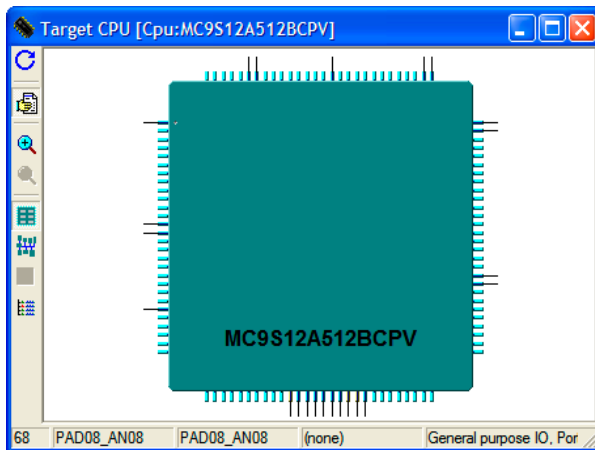 Target CPU [Cpu:MC9S12A512BCPV]
MC9S12A512BCPV
68 PAD08_AN08 PAD08_AN08 (none) General purpose IO, Por